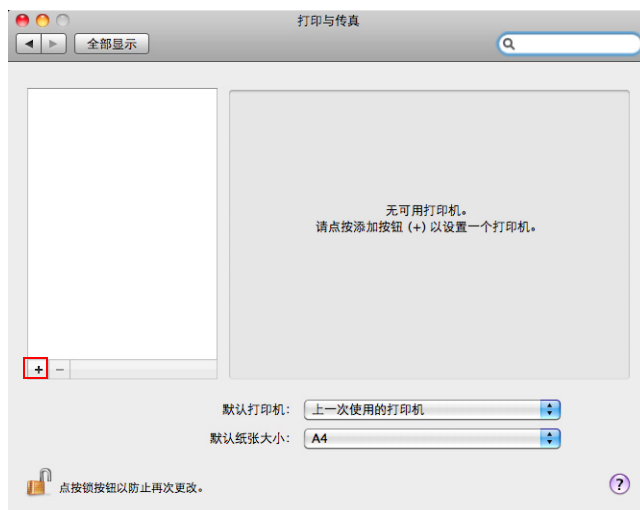 打印与传真
全部显示
无可用打印机。
请点按添加按钮 (+) 以设置一个打印机。
+ −
默认打印机: 上一次使用的打印机
默认纸张大小: A4
点按锁按钮以防止再次更改。
?